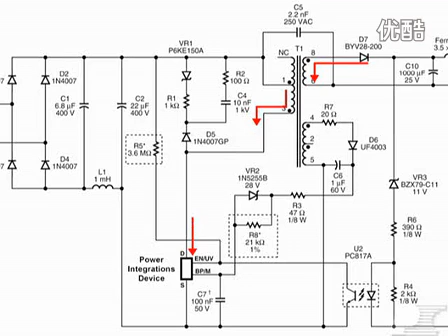 优酷
C5
2.2 nF
250 VAC
D7
BYV28-200
VR1
P6KE150A
NC
T1
8
6
1
3
C10
1000 µF
25 V
D2
1N4007
C1
6.8 µF
400 V
C2
22 µF
400 V
R1
1 kΩ
R2
100 Ω
C4
10 nF
1 kV
D5
1N4007GP
R5*
3.6 MΩ
D4
1N4007
L1
1 mH
4
2
5
R7
20 Ω
D6
UF4003
C6
1 µF
60 V
VR2
1N5255B
28 V
R3
47 Ω
1/8 W
R8*
21 kΩ
1%
VR3
BZX79-C11
11 V
R6
390 Ω
1/8 W
U2
PC817A
R4
2 kΩ
1/8 W
Power
Integrations
Device
D
S
EN/UV
BP/M
C7†
100 nF
50 V